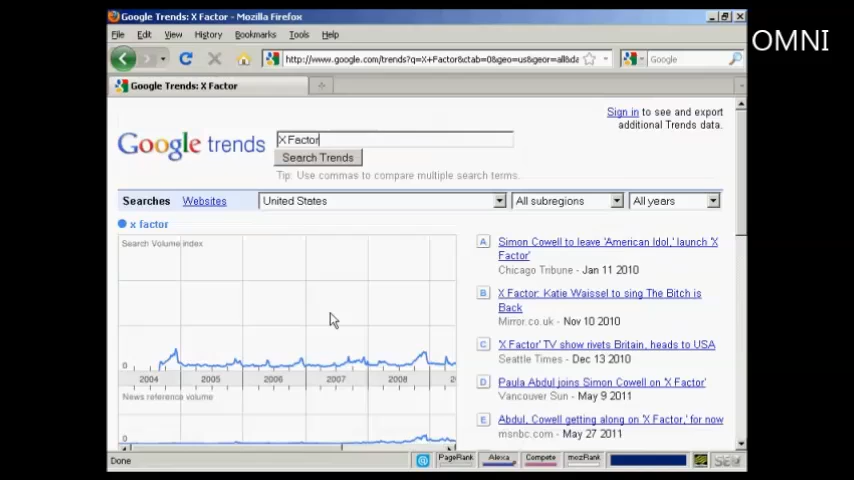 Google Trends: X Factor - Mozilla Firefox
OMNI
File Edit View History Bookmarks Tools Help
http://www.google.com/trends?q=X+Factor&ctab=0&geo=us&geor=all&da
Google
Google Trends: X Factor
Sign in to see and export
additional Trends data.
Google trends
X Factor
Search Trends
Tip: Use commas to compare multiple search terms.
Searches Websites United States All subregions All years
x factor
Search Volume index
0
2004 2005 2006 2007 2008
News reference volume
0
A Simon Cowell to leave 'American Idol,' launch 'X
Factor'
Chicago Tribune - Jan 11 2010
B X Factor: Katie Waissel to sing The Bitch is
Back
Mirror.co.uk - Nov 10 2010
C 'X Factor' TV show rivets Britain, heads to USA
Seattle Times - Dec 13 2010
D Paula Abdul joins Simon Cowell on 'X Factor'
Vancouver Sun - May 9 2011
E Abdul, Cowell getting along on 'X Factor,' for now
msnbc.com - May 27 2011
Done
PageRank Alexa Compete mozRank